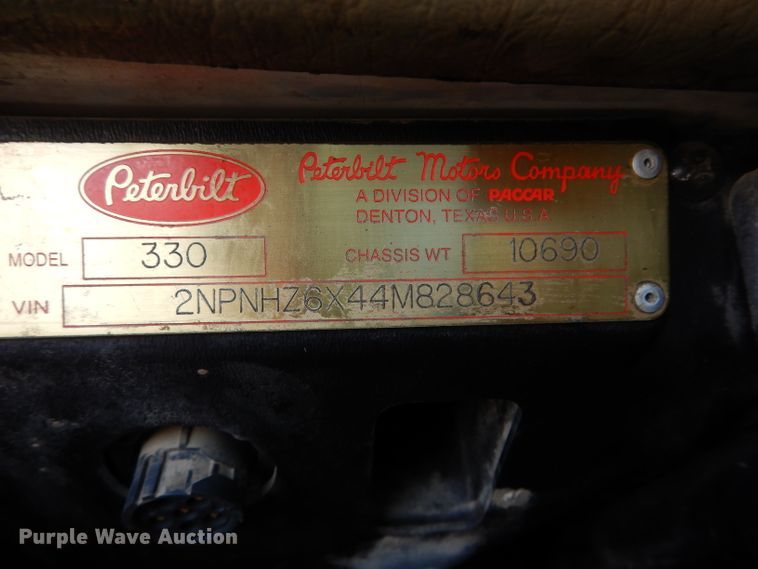 Peterbilt
Peterbilt Motors Company
A DIVISION OF PACCAR
DENTON, TEXAS U.S.A
MODEL 330 CHASSIS WT 10690
VIN 2NPNHZ6X44M828643
Purple Wave Auction